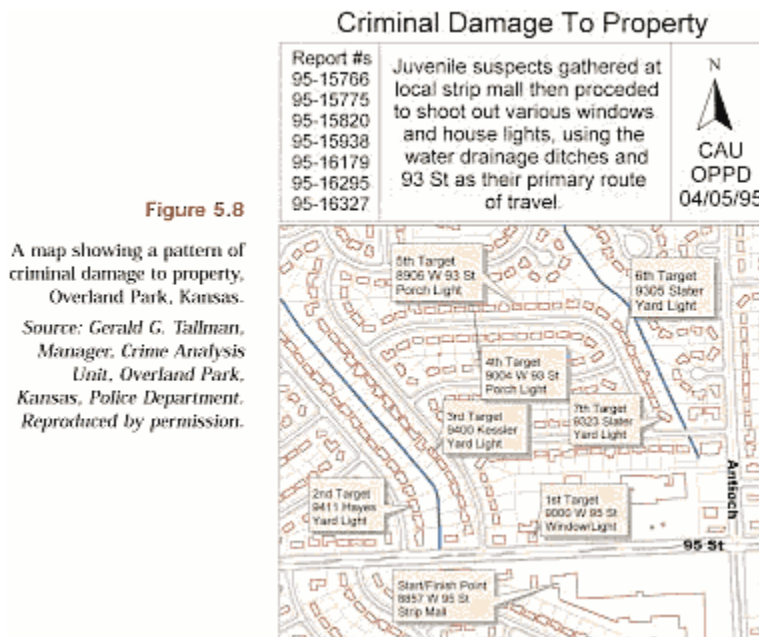 Criminal Damage To Property
Report #s
95-15766
95-15775
95-15820
95-15938
95-16179
95-16295
95-16327
Juvenile suspects gathered at
local strip mall then proceded
to shoot out various windows
and house lights, using the
water drainage ditches and
93 St as their primary route
of travel.
N
CAU
OPPD
04/05/95
Figure 5.8
A map showing a pattern of
criminal damage to property,
Overland Park, Kansas.
Source: Gerald G. Tallman,
Manager, Crime Analysis
Unit, Overland Park,
Kansas, Police Department.
Reproduced by permission.
5th Target
8906 W 93 St
Porch Light
6th Target
9305 Slater
Yard Light
4th Target
9004 W 93 St
Porch Light
3rd Target
9400 Kessler
Yard Light
7th Target
9323 Slater
Yard Light
2nd Target
9411 Hayes
Yard Light
1st Target
9000 W 95 St
Window/Light
Antioch
95 St
Start/Finish Point
8857 W 95 St
Strip Mall